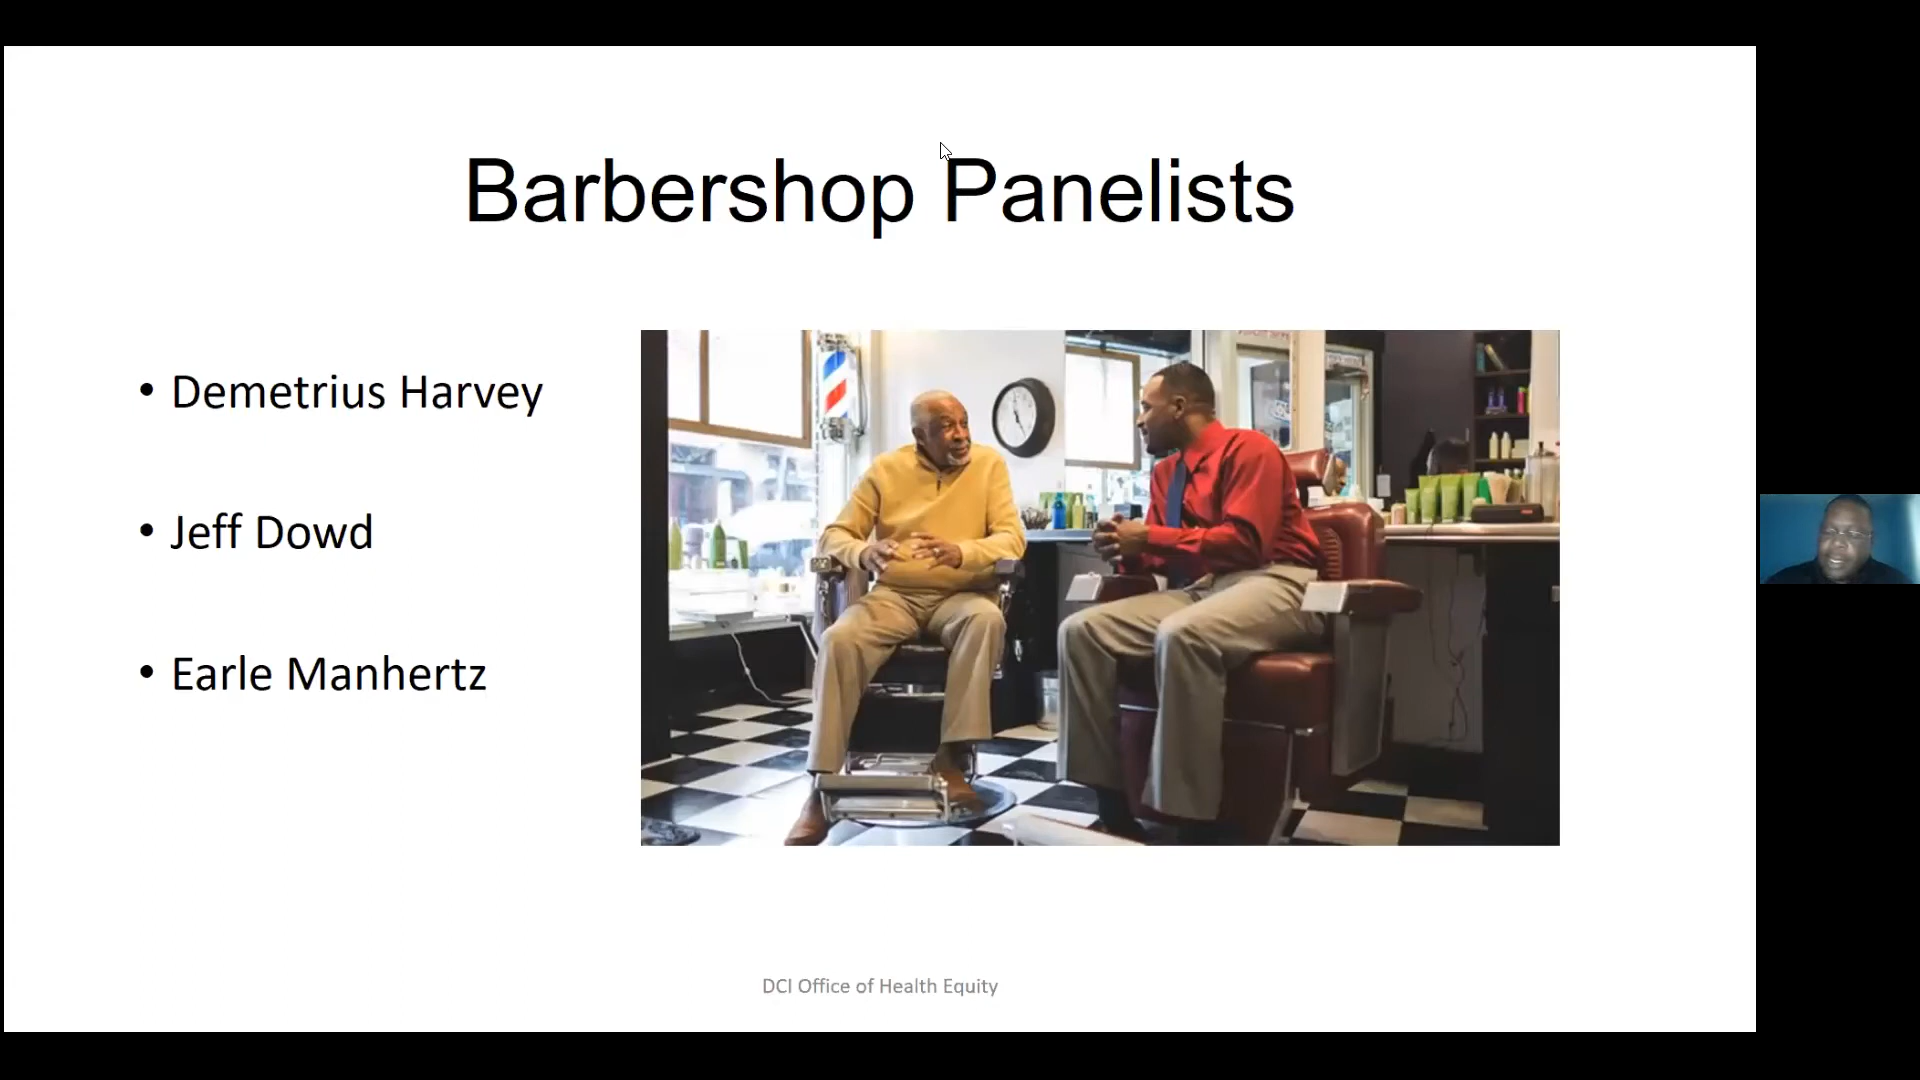 Barbershop Panelists
• Demetrius Harvey
• Jeff Dowd
• Earle Manhertz
DCI Office of Health Equity